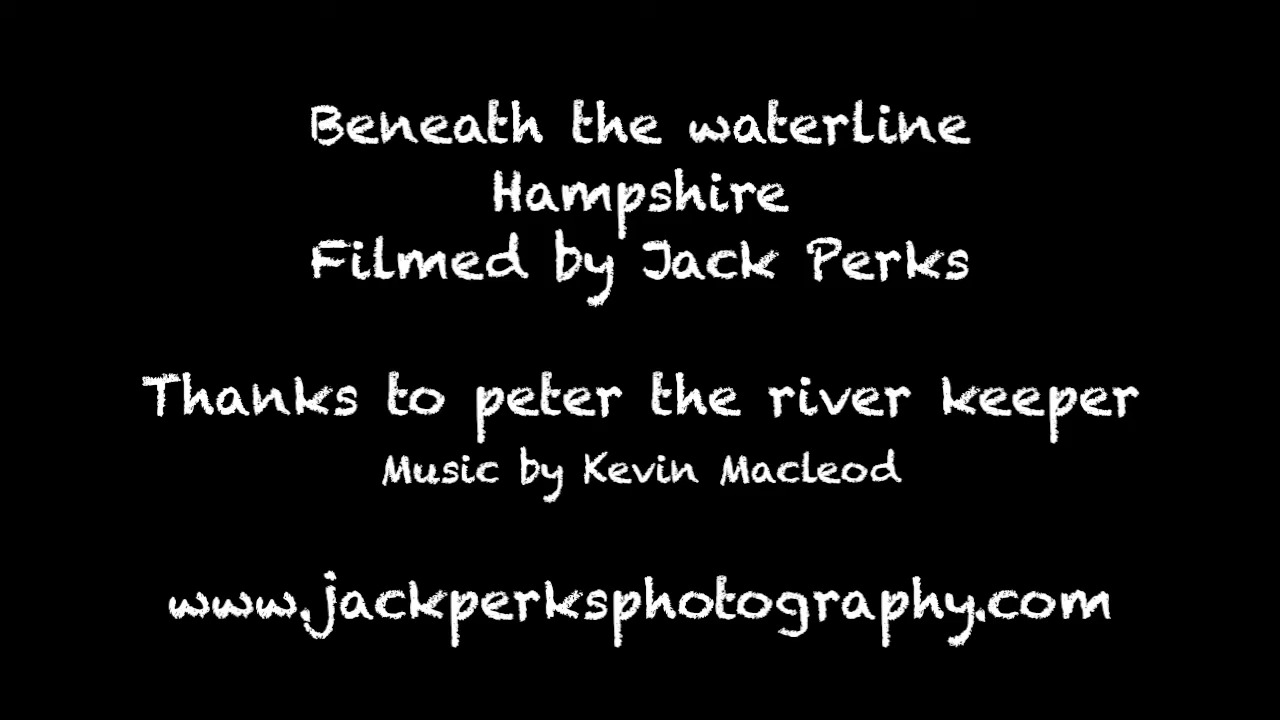 Beneath the waterline
Hampshire
Filmed by Jack Perks
Thanks to peter the river keeper
Music by Kevin Macleod
www.jackperksphotography.com